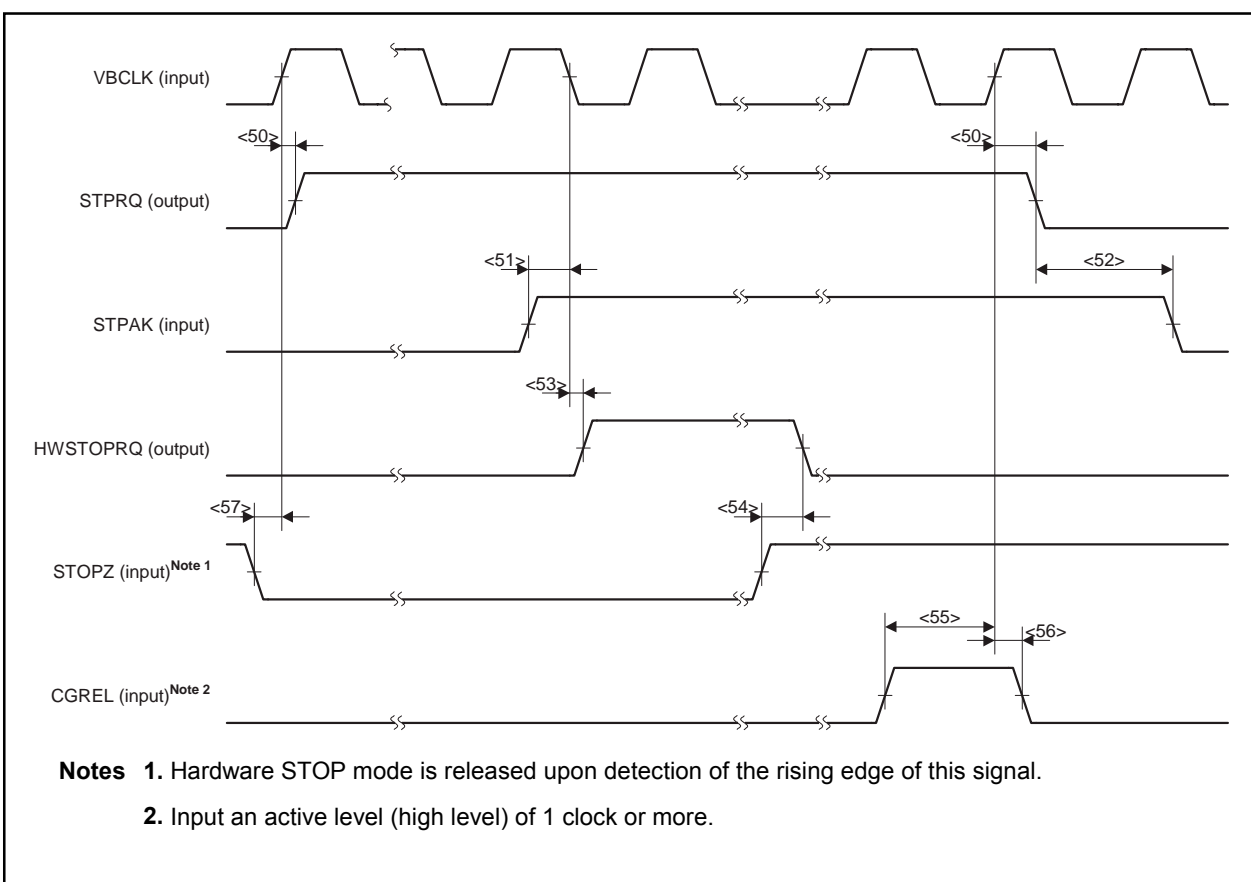 VBCLK (input)
<50>
<50>
STPRQ (output)
<51>
<52>
STPAK (input)
<53>
HWSTOPRQ (output)
<57>
<54>
STOPZ (input)Note 1
<55>
<56>
CGREL (input)Note 2
Notes 1. Hardware STOP mode is released upon detection of the rising edge of this signal.
2. Input an active level (high level) of 1 clock or more.